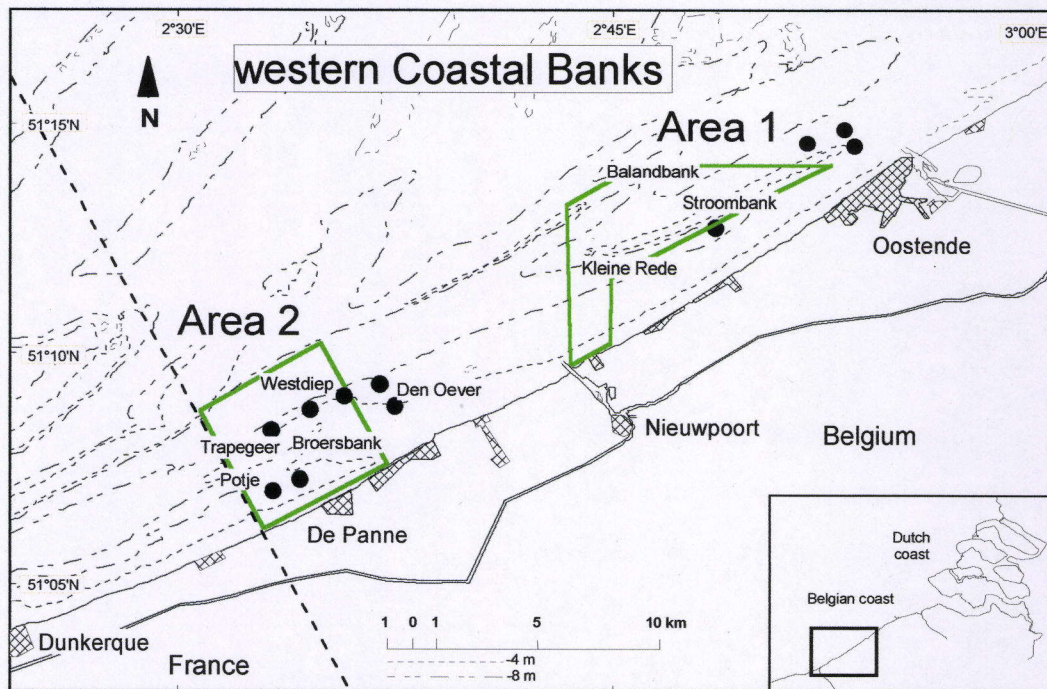 2°30'E
2°45'E
3°00'E
western Coastal Banks
N
51°15'N
Area 1
Balandbank
Stroombank
Oostende
Kleine Rede
Area 2
51°10'N
Westdiep
Den Oever
Trapegeer
Broersbank
Nieuwpoort
Belgium
Potje
De Panne
51°05'N
Dutch
coast
Belgian coast
1 0 1 5 10 km
Dunkerque
France
-4 m
-8 m